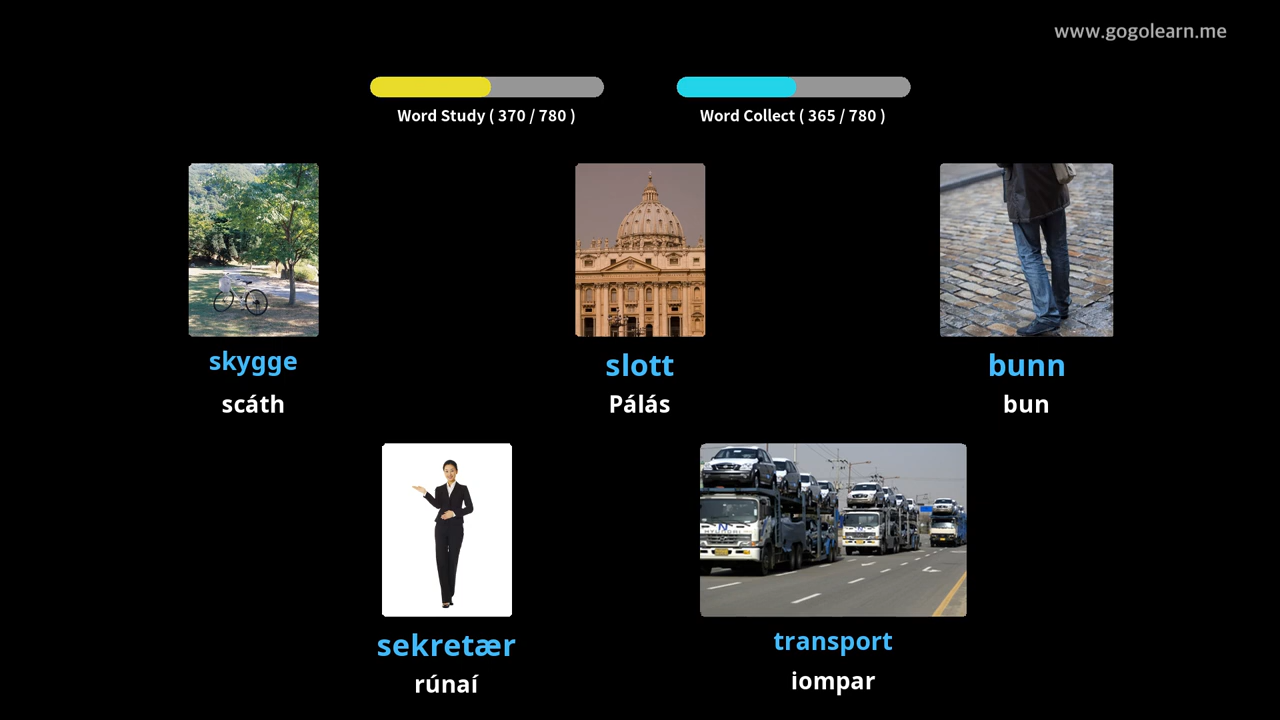 www.gogolearn.me
Word Study ( 370 / 780 )
Word Collect ( 365 / 780 )
skygge
scáth
slott
Pálás
bunn
bun
sekretær
rúnaí
transport
iompar